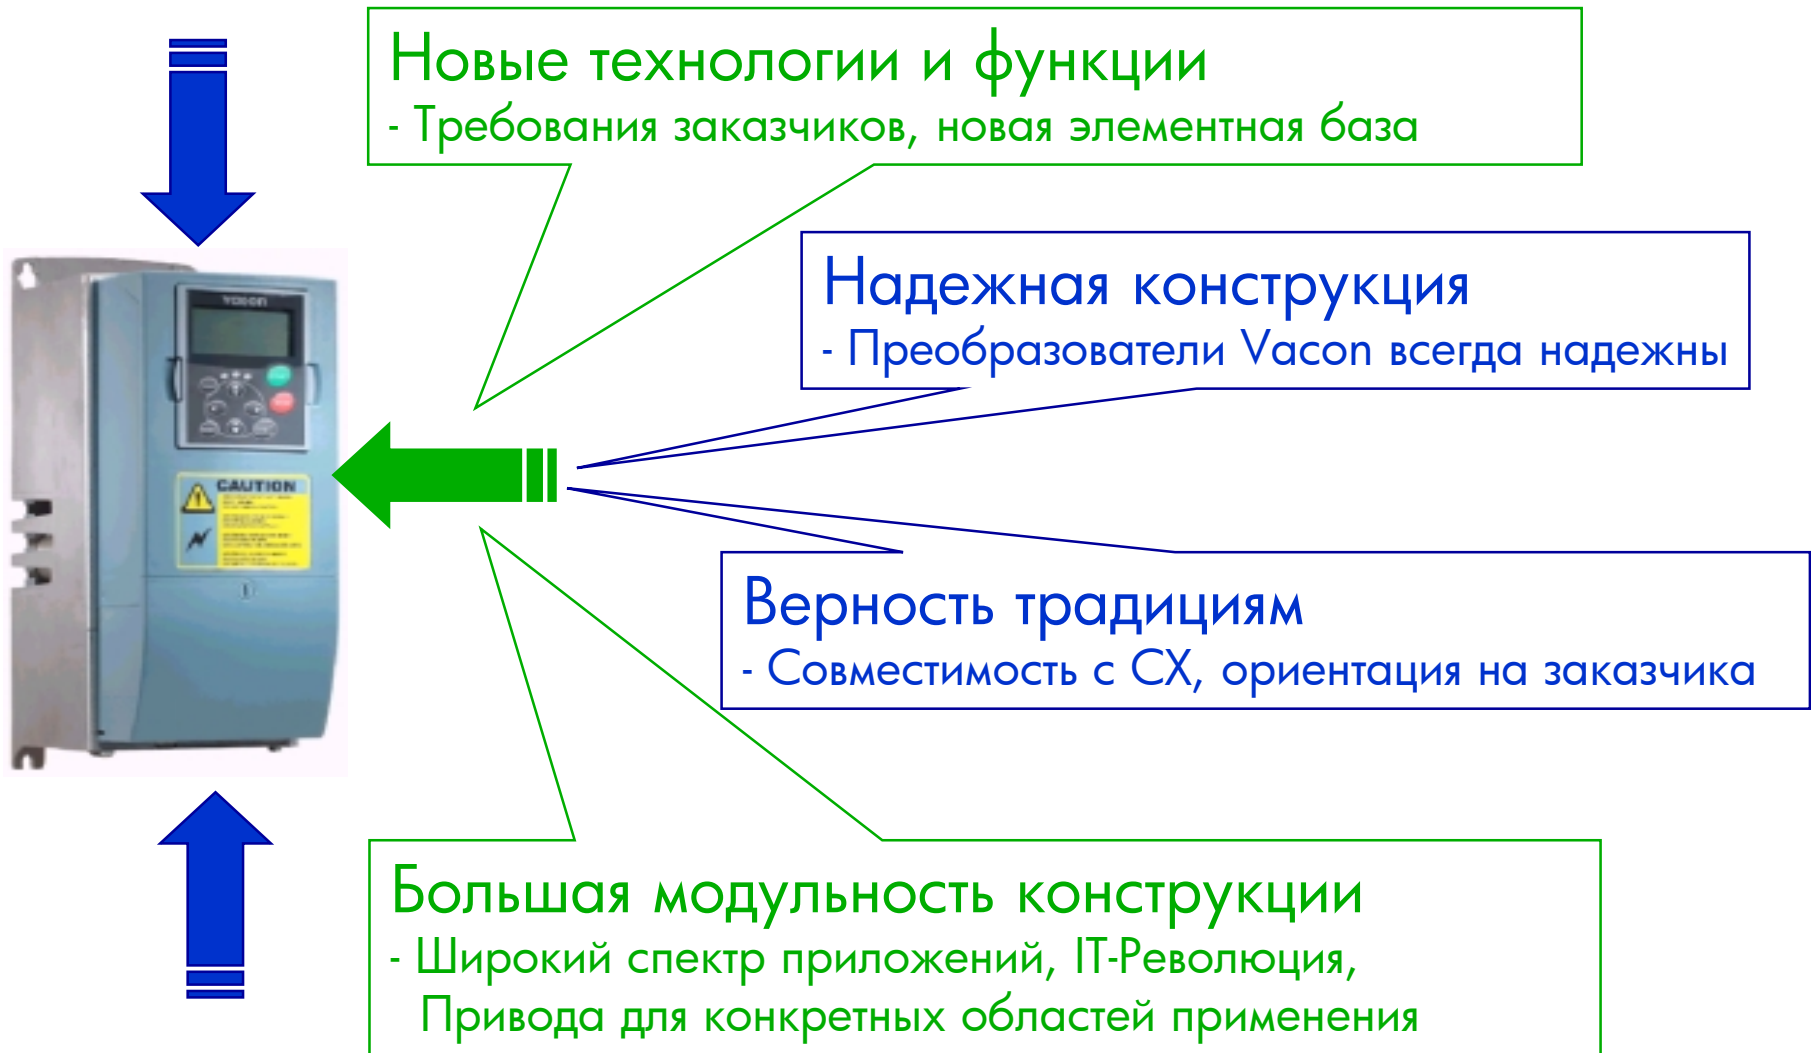 Новые технологии и функции
- Требования заказчиков, новая элементная база
Надежная конструкция
- Преобразователи Vacon всегда надежны
VACON
CAUTION
Верность традициям
- Совместимость с CX, ориентация на заказчика
Большая модульность конструкции
- Широкий спектр приложений, IT-Революция,
Привода для конкретных областей применения